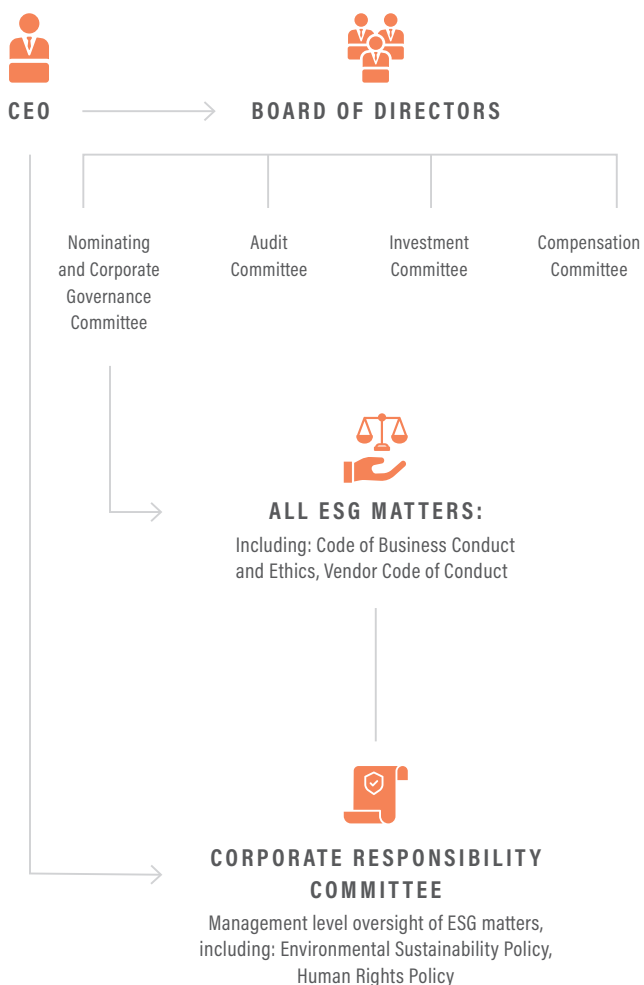 CEO
BOARD OF DIRECTORS
Nominating
and Corporate
Governance
Committee
Audit
Committee
Investment
Committee
Compensation
Committee
ALL ESG MATTERS:
Including: Code of Business Conduct
and Ethics, Vendor Code of Conduct
CORPORATE RESPONSIBILITY
COMMITTEE
Management level oversight of ESG matters,
including: Environmental Sustainability Policy,
Human Rights Policy